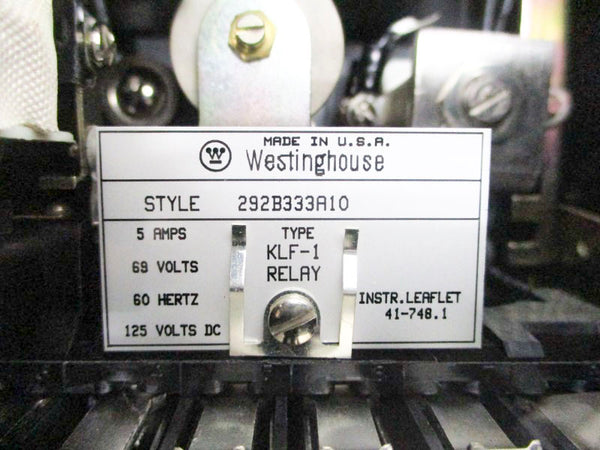 MADE IN U.S.A.
W Westinghouse
STYLE 292B333A10
5 AMPS
69 VOLTS
60 HERTZ
125 VOLTS DC
TYPE
KLF-1
RELAY
INSTR.LEAFLET
41-748.1